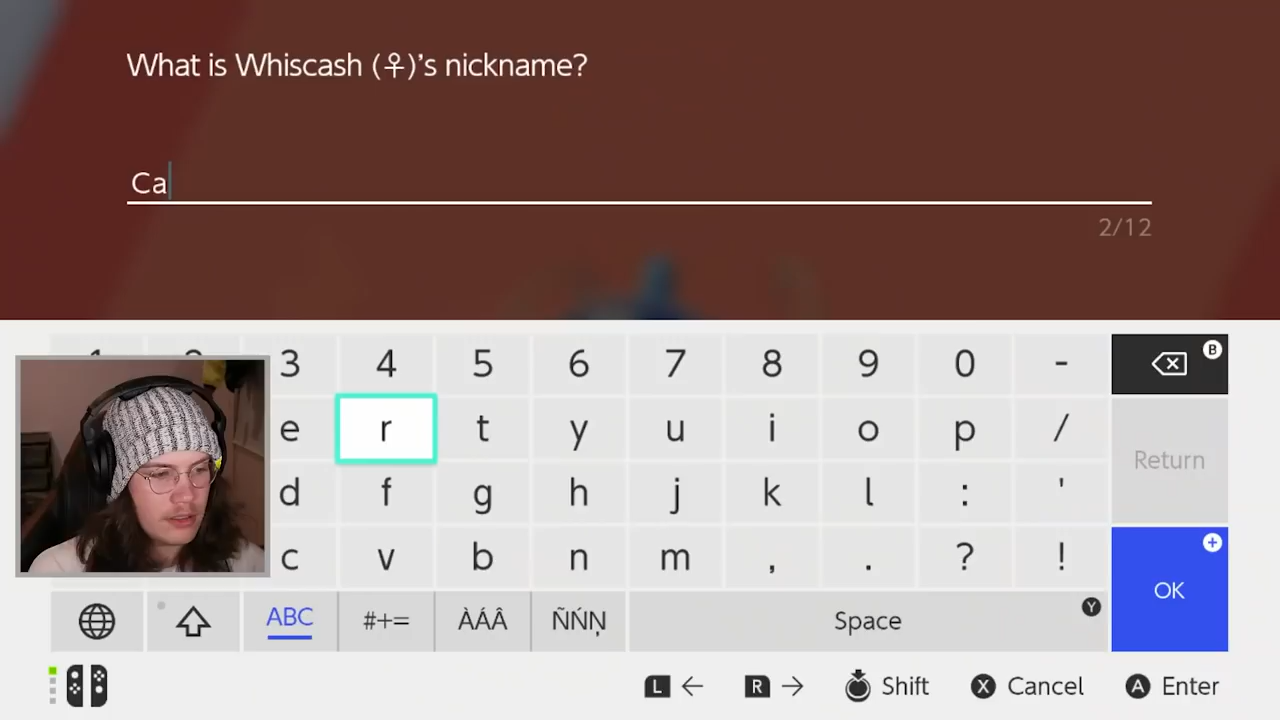 What is Whiscash (♀)'s nickname?
Ca
2/12
3 4 5 6 7 8 9 0 - B
e r t y u i o p /
Return
d f g h j k l : '
c v b n m , . ? ! +
OK
ABC #+= ÀÁÂ ÑŃŅ Space Y
L ← R → Shift X Cancel A Enter